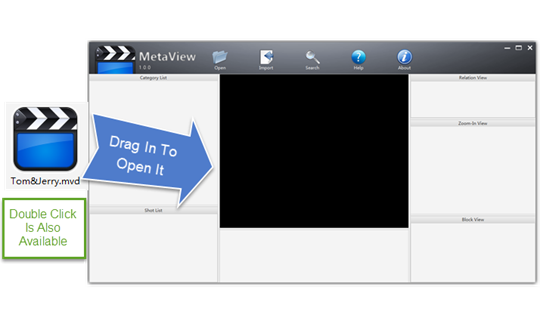 MetaView
1.0.0
Open
Import
Search
Help
About
Category List
Relation View
Zoom-In View
Drag In To
Open It
Tom&Jerry.mvd
Double Click
Is Also
Available
Shot List
Block View